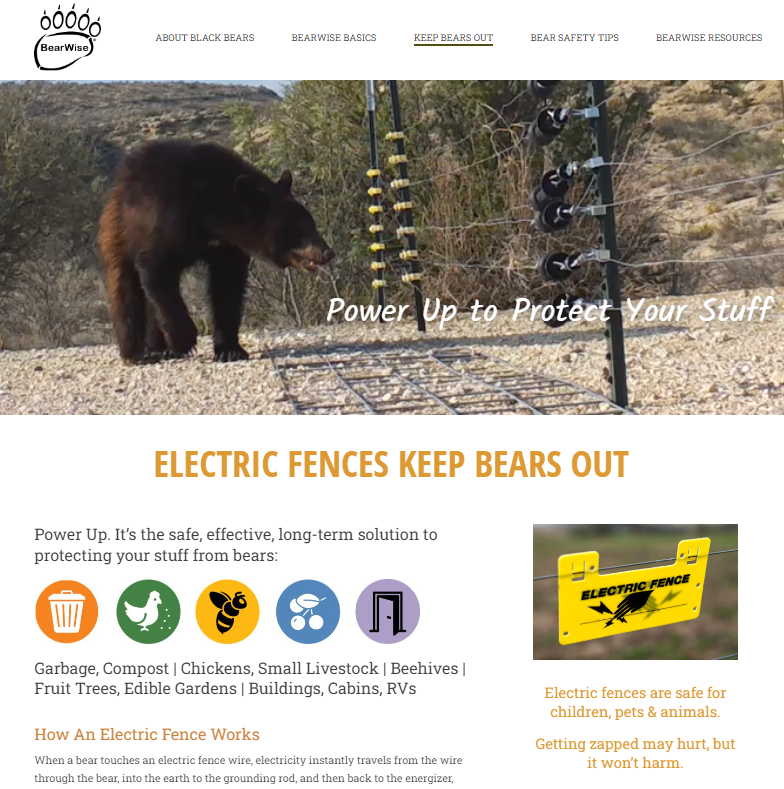 BearWise®
ABOUT BLACK BEARS
BEARWISE BASICS
KEEP BEARS OUT
BEAR SAFETY TIPS
BEARWISE RESOURCES
Power Up to Protect Your Stuff
ELECTRIC FENCES KEEP BEARS OUT
Power Up. It’s the safe, effective, long-term solution to
protecting your stuff from bears:
Garbage, Compost | Chickens, Small Livestock | Beehives |
Fruit Trees, Edible Gardens | Buildings, Cabins, RVs
How An Electric Fence Works
When a bear touches an electric fence wire, electricity instantly travels from the wire
through the bear, into the earth to the grounding rod, and then back to the energizer,
ELECTRIC FENCE
Electric fences are safe for
children, pets & animals.
Getting zapped may hurt, but
it won’t harm.